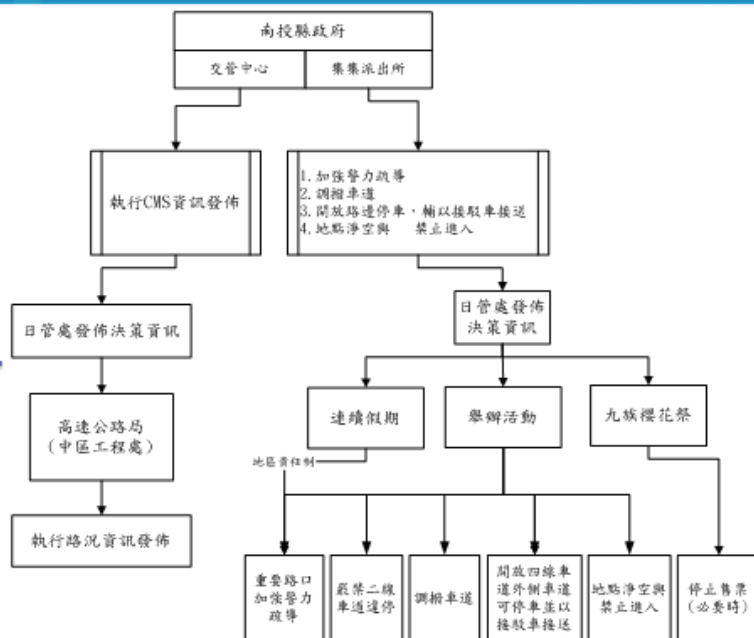 南投縣政府
交管中心
集集派出所
執行CMS資訊發佈
1.加強警力疏導
2.調撥車道
3.開放路邊停車，輔以接駁車接送
4.地點淨空與 禁止進入
日管處發佈決策資訊
日管處發佈
決策資訊
高速公路局
(中區工程處)
執行路況資訊發佈
連續假期
舉辦活動
九族櫻花祭
地區責任制
重要路口
加強警力
疏導
嚴禁二線
車道違停
調撥車道
開放四線車
道外側車道
可停車並以
接駁車接送
地點淨空與
禁止進入
停止售票
(必要時)